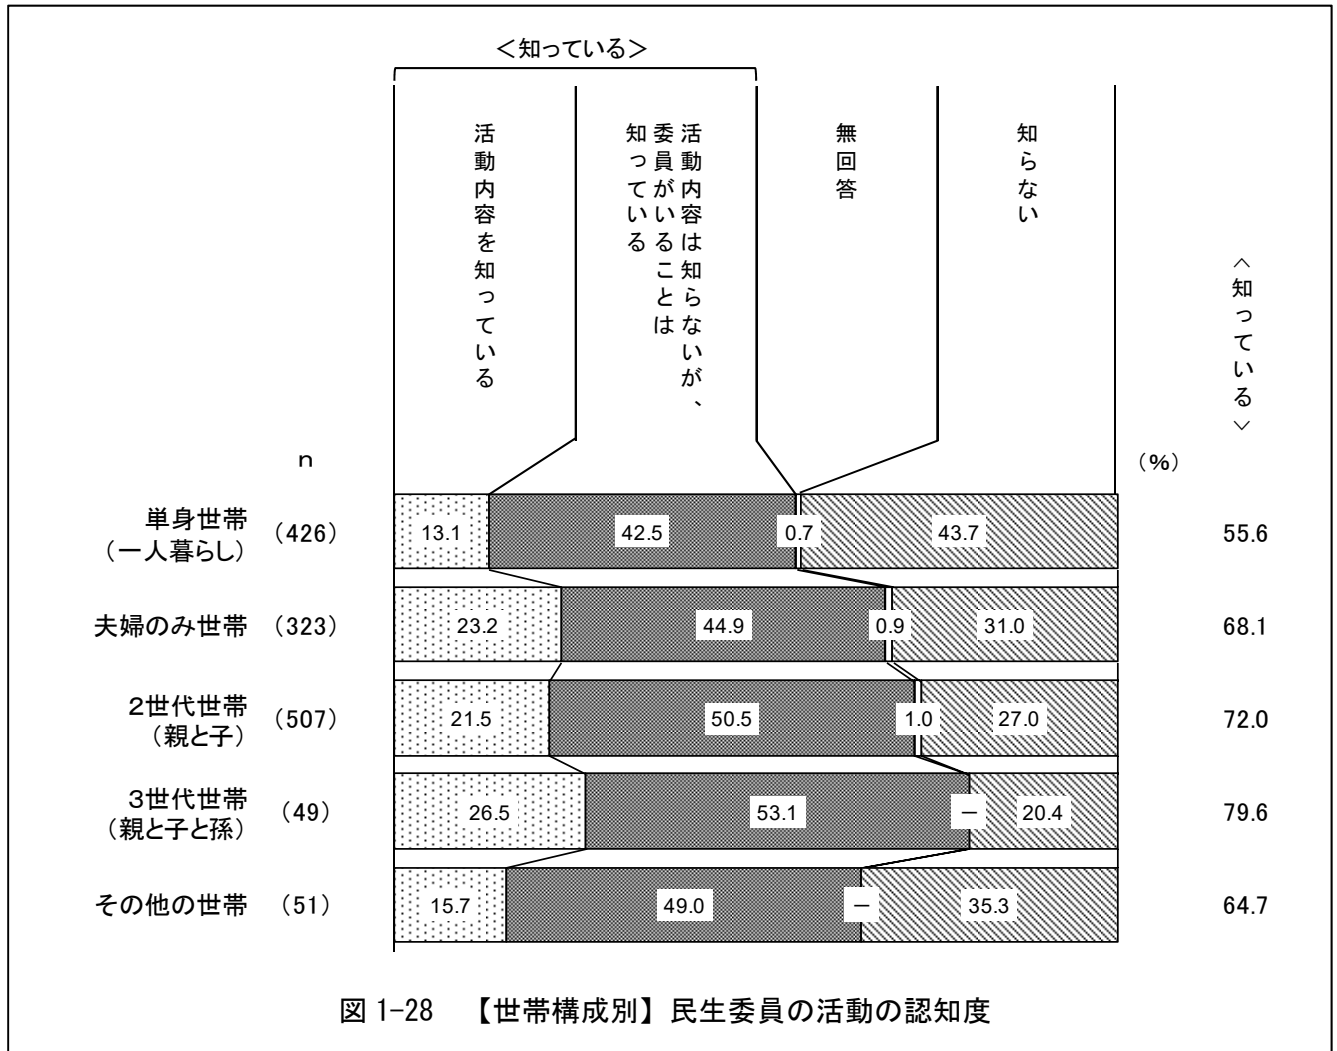 ＜知っている＞
活動内容を知っている
活動内容は知らないが、
委員がいることは
知っている
無回答
知らない
＜知っている＞
ｎ
（%）
単身世帯
（一人暮らし）
（426）
13.1
42.5
0.7
43.7
55.6
夫婦のみ世帯
（323）
23.2
44.9
0.9
31.0
68.1
２世代世帯
（親と子）
（507）
21.5
50.5
1.0
27.0
72.0
３世代世帯
（親と子と孫）
（49）
26.5
53.1
－
20.4
79.6
その他の世帯
（51）
15.7
49.0
－
35.3
64.7
図 1-28　【世帯構成別】民生委員の活動の認知度